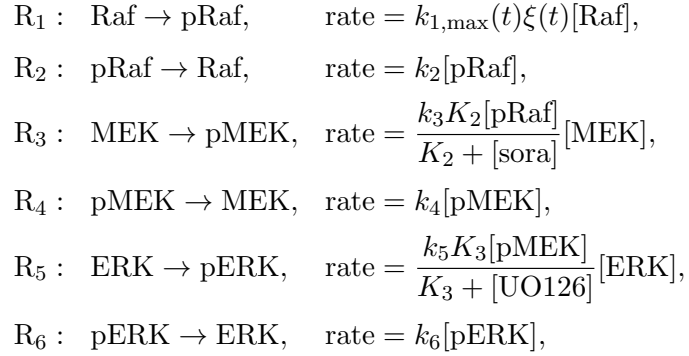 R₁ : Raf → pRaf, rate = k₁,ₘₐₓ(t)ξ(t)[Raf],
R₂ : pRaf → Raf, rate = k₂[pRaf],
R₃ : MEK → pMEK, rate = \frac{k₃K₂[pRaf]}{K₂ + [sora]}[MEK],
R₄ : pMEK → MEK, rate = k₄[pMEK],
R₅ : ERK → pERK, rate = \frac{k₅K₃[pMEK]}{K₃ + [UO126]}[ERK],
R₆ : pERK → ERK, rate = k₆[pERK],